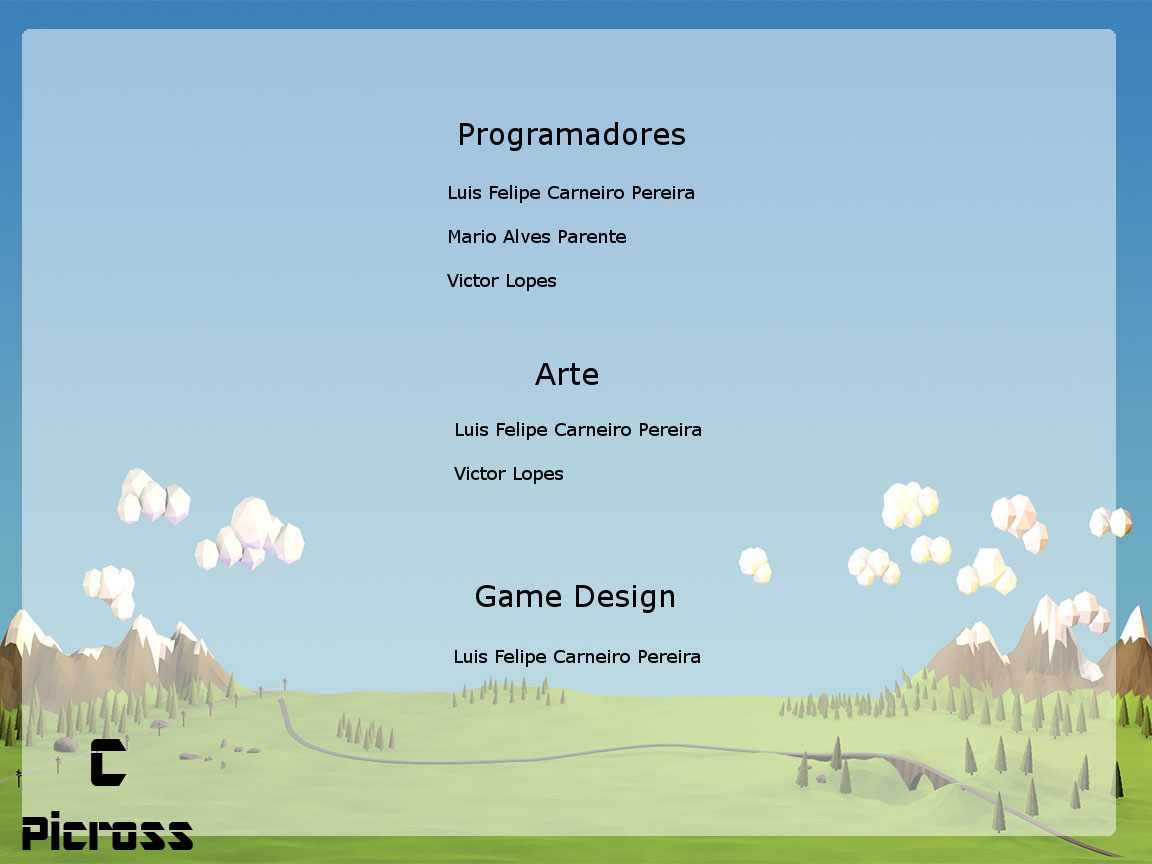 Programadores
Luis Felipe Carneiro Pereira
Mario Alves Parente
Victor Lopes
Arte
Luis Felipe Carneiro Pereira
Victor Lopes
Game Design
Luis Felipe Carneiro Pereira
C
Picross